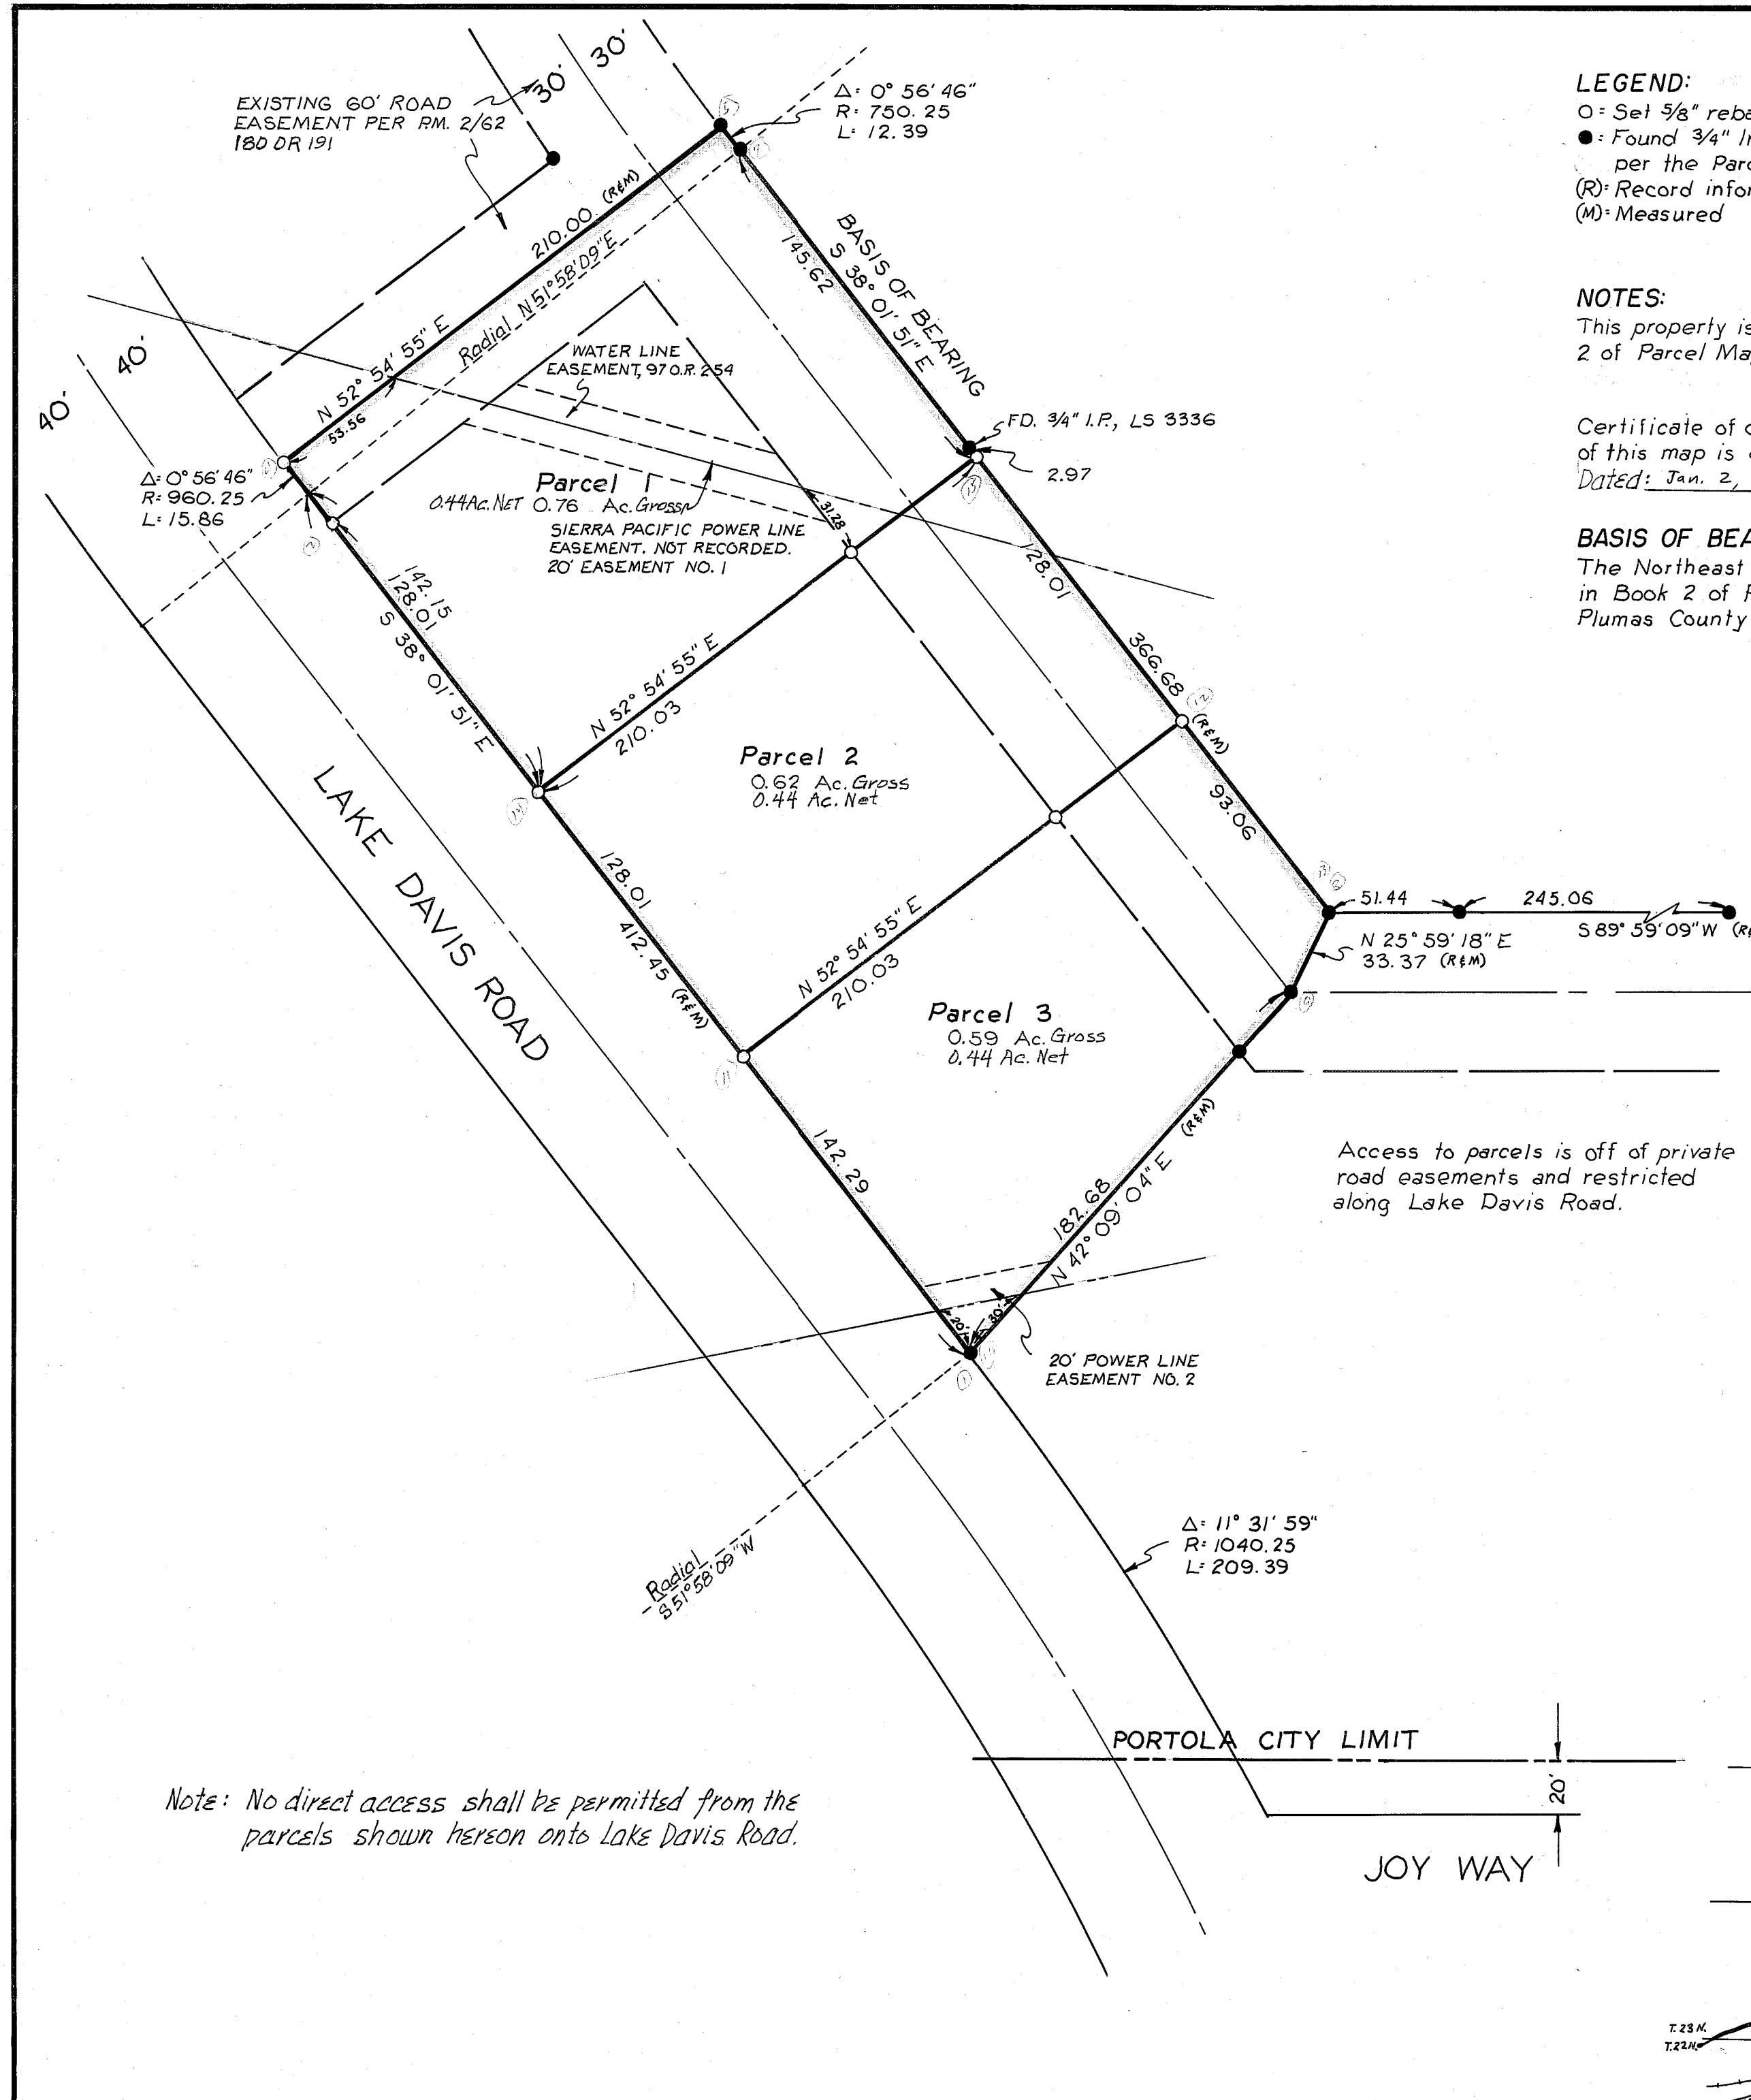 30'
30'
EXISTING 60' ROAD
EASEMENT PER P.M. 2/62
180 OR 191
Δ= 0° 56' 46"
R= 750.25
L= 12.39
210.00 (R&M)
N 52° 54' 55" E
53.56
Radial N 51°58'09" E
BASIS OF BEARING
S 38° 01' 51" E
145.62
40'
40'
WATER LINE
EASEMENT, 97 O.R. 254
FD. 3/4" I.P., LS 3336
2.97
Δ= 0° 56' 46"
R= 960.25
L= 15.86
Parcel 1
0.44 Ac. NET 0.76 Ac. Gross
31.28
SIERRA PACIFIC POWER LINE
EASEMENT. NOT RECORDED.
20' EASEMENT NO. 1
142.15
128.01
S 38° 01' 51" E
128.01
366.68
(R&M)
N 52° 54' 55" E
210.03
Parcel 2
0.62 Ac. Gross
0.44 Ac. Net
93.06
LAKE DAVIS ROAD
128.01
412.45 (R&M)
N 52° 54' 55" E
210.03
51.44
245.06
S 89° 59' 09" W
N 25° 59' 18" E
33.37 (R&M)
Parcel 3
0.59 Ac. Gross
0.44 Ac. Net
142.29
182.68
N 42° 09' 04" E
(R&M)
Access to parcels is off of private
road easements and restricted
along Lake Davis Road.
20'
30'
20' POWER LINE
EASEMENT NO. 2
Radial
S 51° 58' 09" W
Δ= 11° 31' 59"
R= 1040.25
L= 209.39
PORTOLA CITY LIMIT
20'
JOY WAY
Note: No direct access shall be permitted from the
parcels shown hereon onto Lake Davis Road.
LEGEND:
O = Set 5/8"
● = Found 3/4"
per the
(R)= Record
(M)= Measured
NOTES:
This property is
2 of Parcel
Certificate of
of this map is
Dated: Jan. 2,
BASIS OF
The Northeast
in Book 2 of
Plumas County
T. 23 N.
T. 22 N.